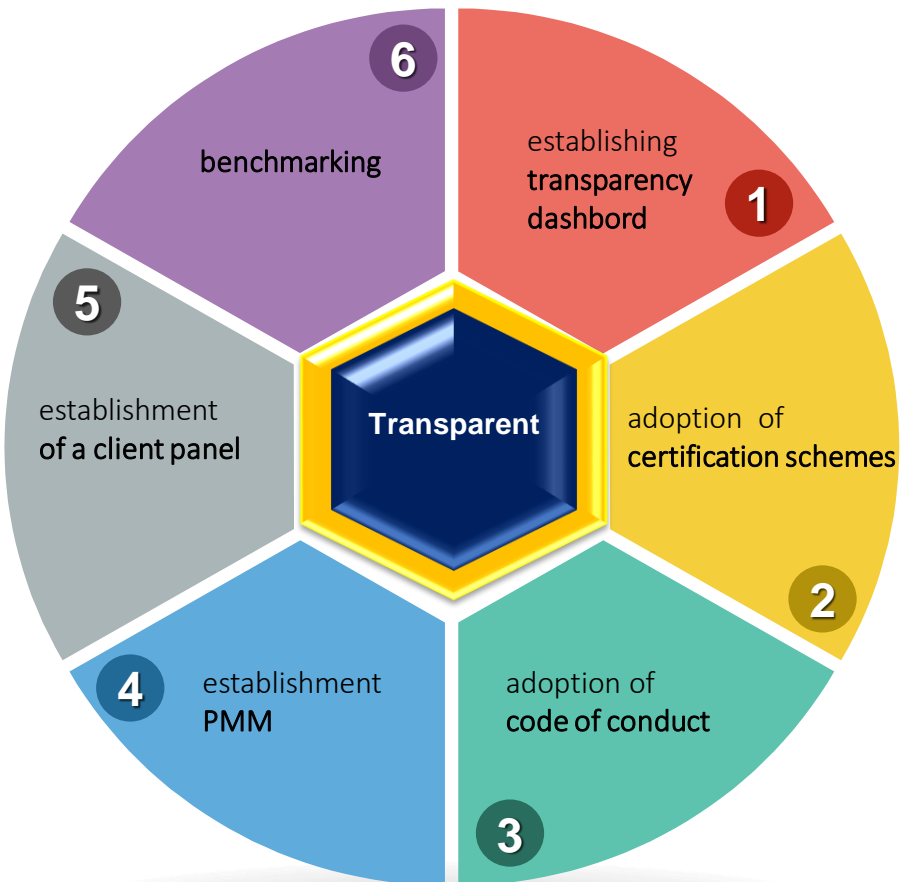 1
establishing
transparency
dashbord
2
adoption of
certification schemes
3
adoption of
code of conduct
4
establishment
PMM
5
establishment
of a client panel
6
benchmarking
Transparent